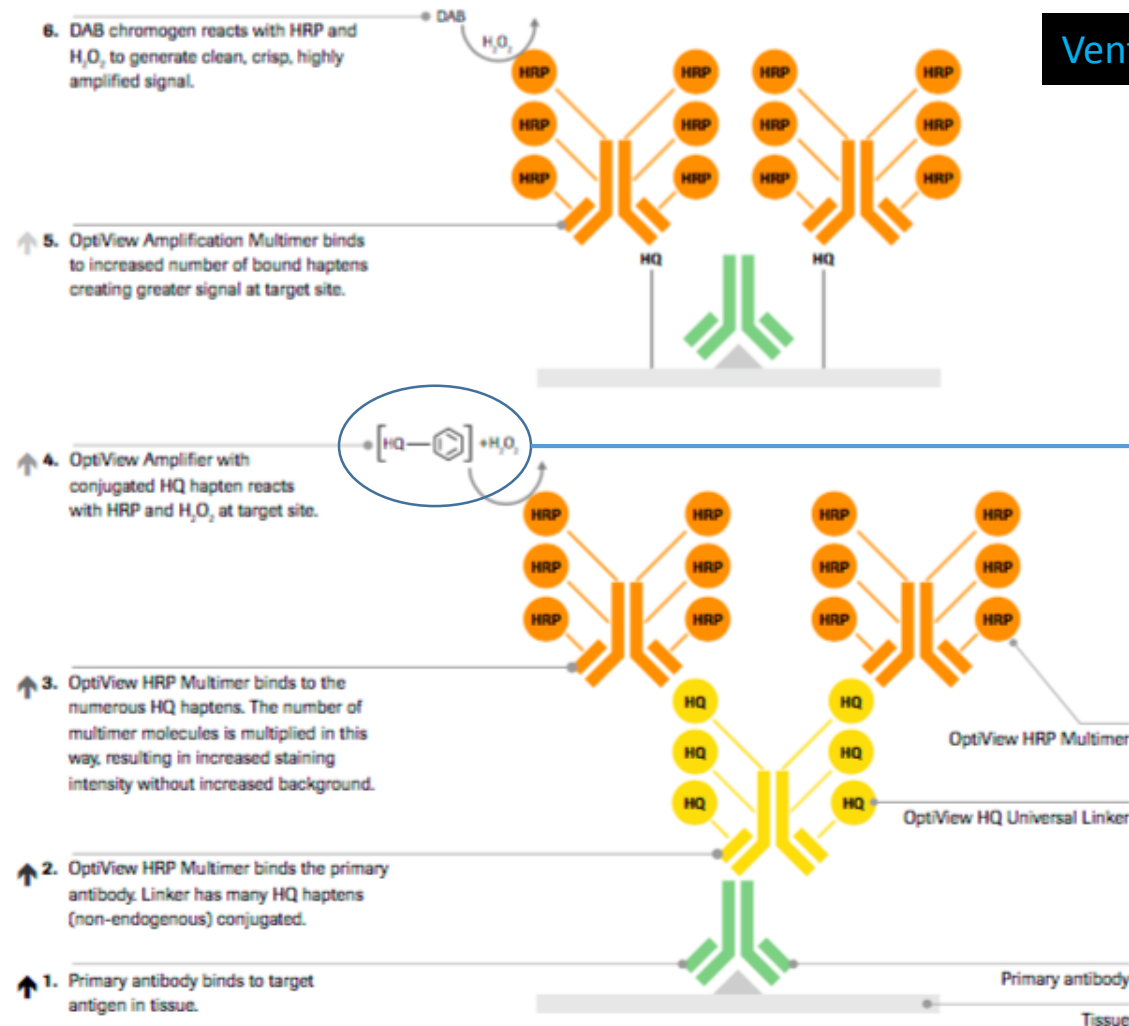 DAB
6. DAB chromogen reacts with HRP and
H₂O₂ to generate clean, crisp, highly
amplified signal.
H₂O₂
Vent
HRP HRP HRP HRP
HRP HRP HRP HRP
HRP HRP HRP HRP
5. OptiView Amplification Multimer binds
to increased number of bound haptens
creating greater signal at target site.
HQ HQ
[HQ— ] +H₂O₂
4. OptiView Amplifier with
conjugated HQ hapten reacts
with HRP and H₂O₂ at target site.
HRP HRP HRP HRP
HRP HRP HRP HRP
HRP HRP HRP HRP
3. OptiView HRP Multimer binds to the
numerous HQ haptens. The number of
multimer molecules is multiplied in this
way, resulting in increased staining
intensity without increased background.
HQ HQ
OptiView HRP Multimer
HQ HQ
HQ HQ
OptiView HQ Universal Linker
2. OptiView HRP Multimer binds the primary
antibody. Linker has many HQ haptens
(non-endogenous) conjugated.
1. Primary antibody binds to target
antigen in tissue.
Primary antibody
Tissue